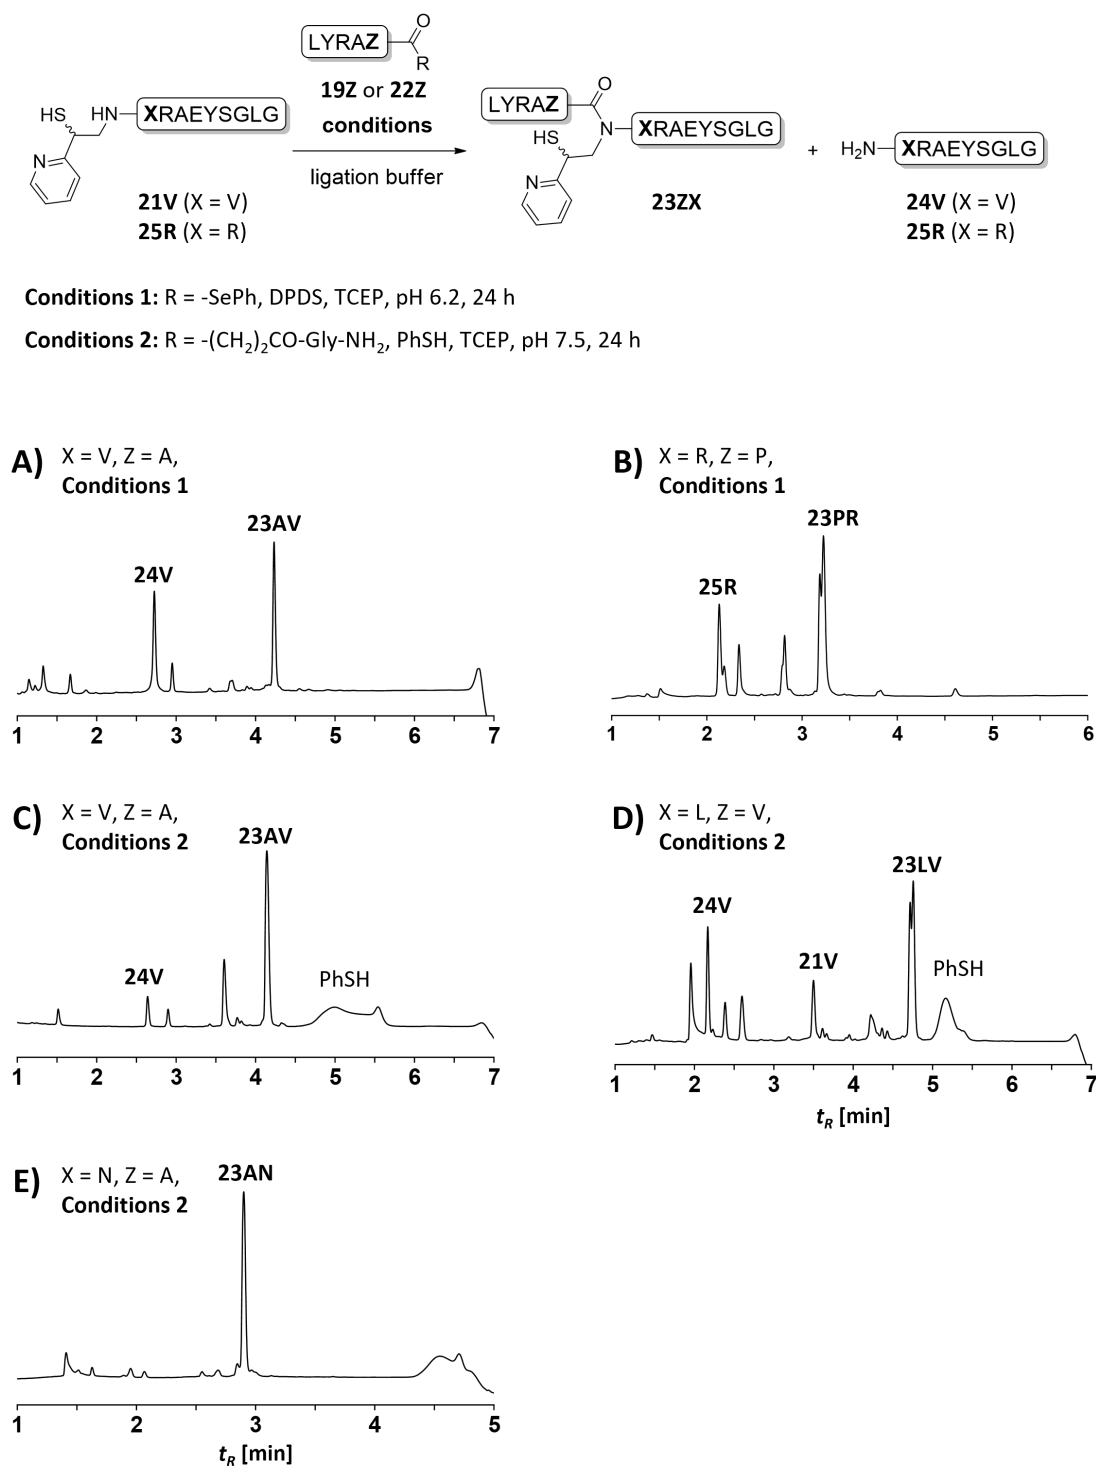 LYRAZ
O
R
19Z or 22Z
conditions
ligation buffer
HS
HN
XRAEYSGLG
N
21V (X = V)
25R (X = R)
LYRAZ
O
HS
N
XRAEYSGLG
N
23ZX
+
H2N
XRAEYSGLG
24V (X = V)
25R (X = R)
Conditions 1: R = -SePh, DPDS, TCEP, pH 6.2, 24 h
Conditions 2: R = -(CH2)2CO-Gly-NH2, PhSH, TCEP, pH 7.5, 24 h
A)
X = V, Z = A,
Conditions 1
24V
23AV
1 2 3 4 5 6 7
B)
X = R, Z = P,
Conditions 1
25R
23PR
1 2 3 4 5 6
C)
X = V, Z = A,
Conditions 2
24V
23AV
PhSH
1 2 3 4 5 6 7
D)
X = L, Z = V,
Conditions 2
24V
21V
23LV
PhSH
1 2 3 4 5 6 7
tR [min]
E)
X = N, Z = A,
Conditions 2
23AN
1 2 3 4 5
tR [min]